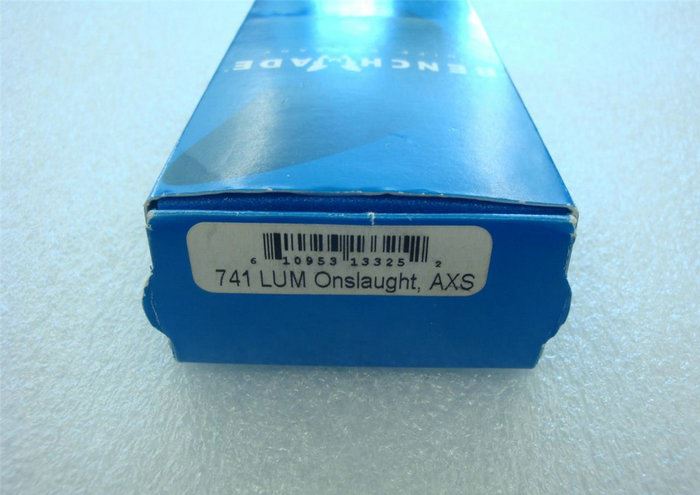 BENCHMADE
6 10953 13325 2
741 LUM Onslaught, AXS